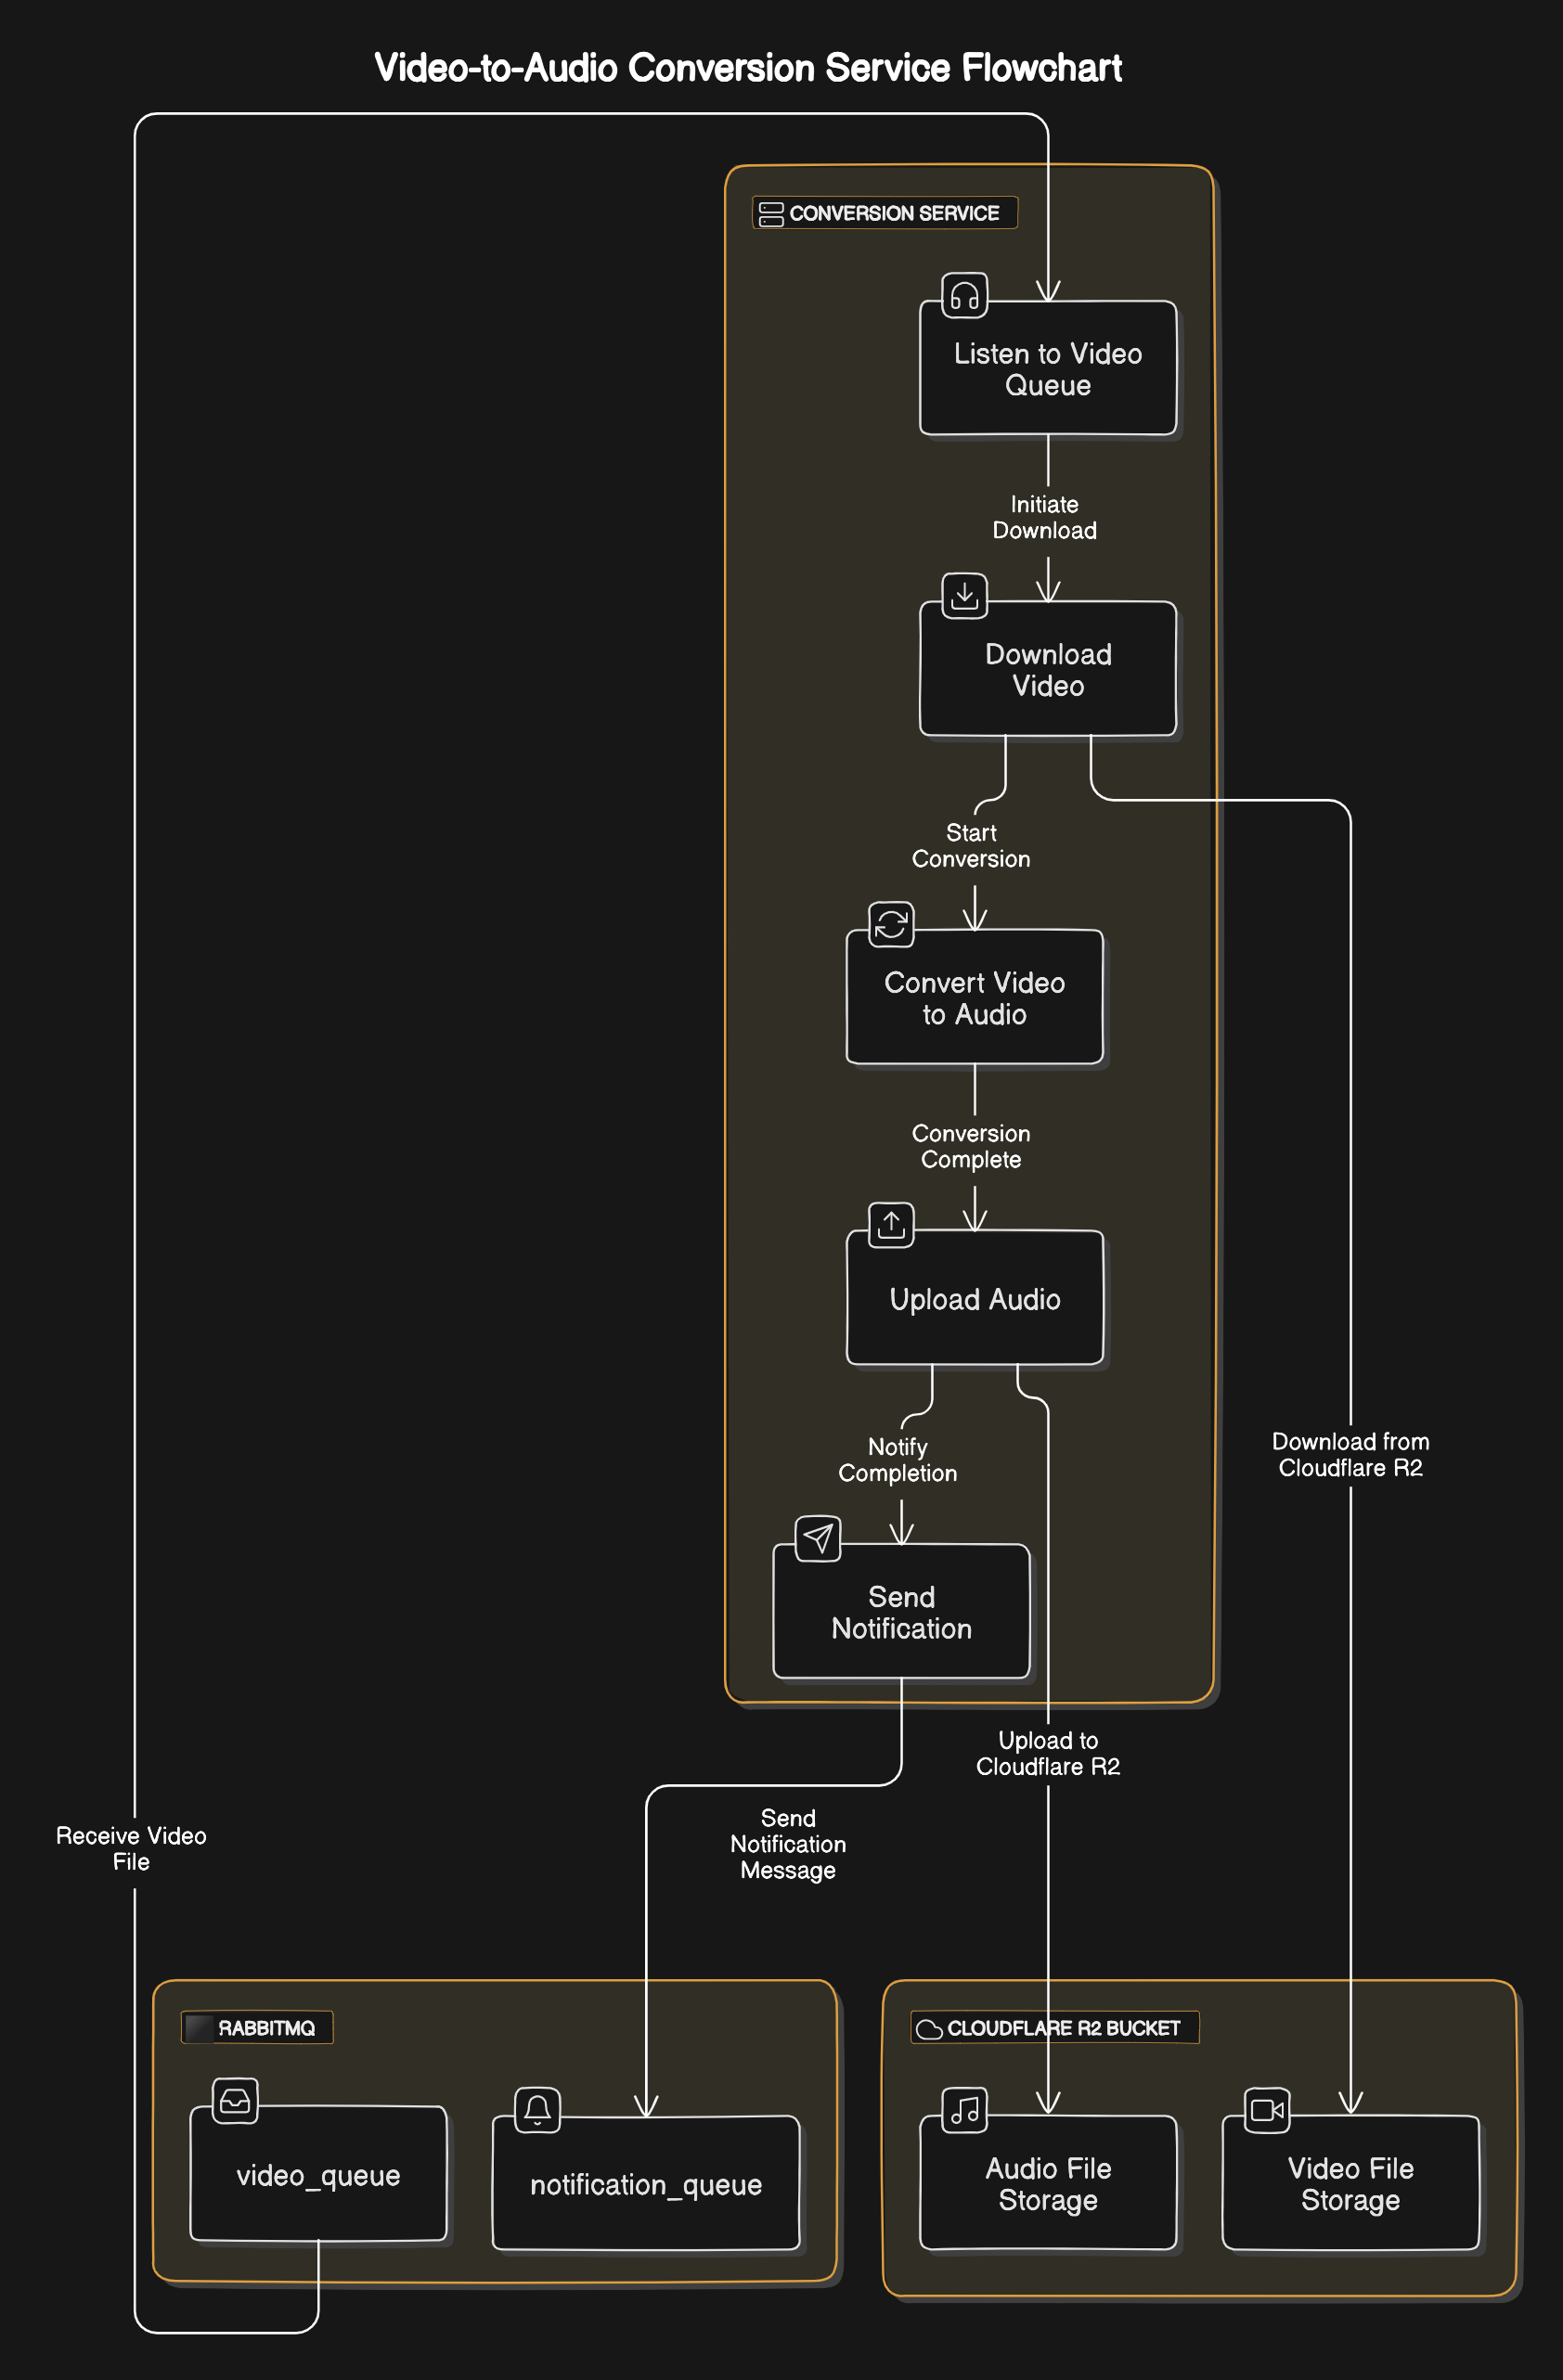 Video-to-Audio Conversion Service Flowchart
CONVERSION SERVICE
Listen to Video
Queue
Initiate
Download
Download
Video
Start
Conversion
Convert Video
to Audio
Conversion
Complete
Upload Audio
Notify
Completion
Download from
Cloudflare R2
Send
Notification
Upload to
Cloudflare R2
Send
Notification
Message
Receive Video
File
RABBITMQ
CLOUDFLARE R2 BUCKET
video_queue
notification_queue
Audio File
Storage
Video File
Storage